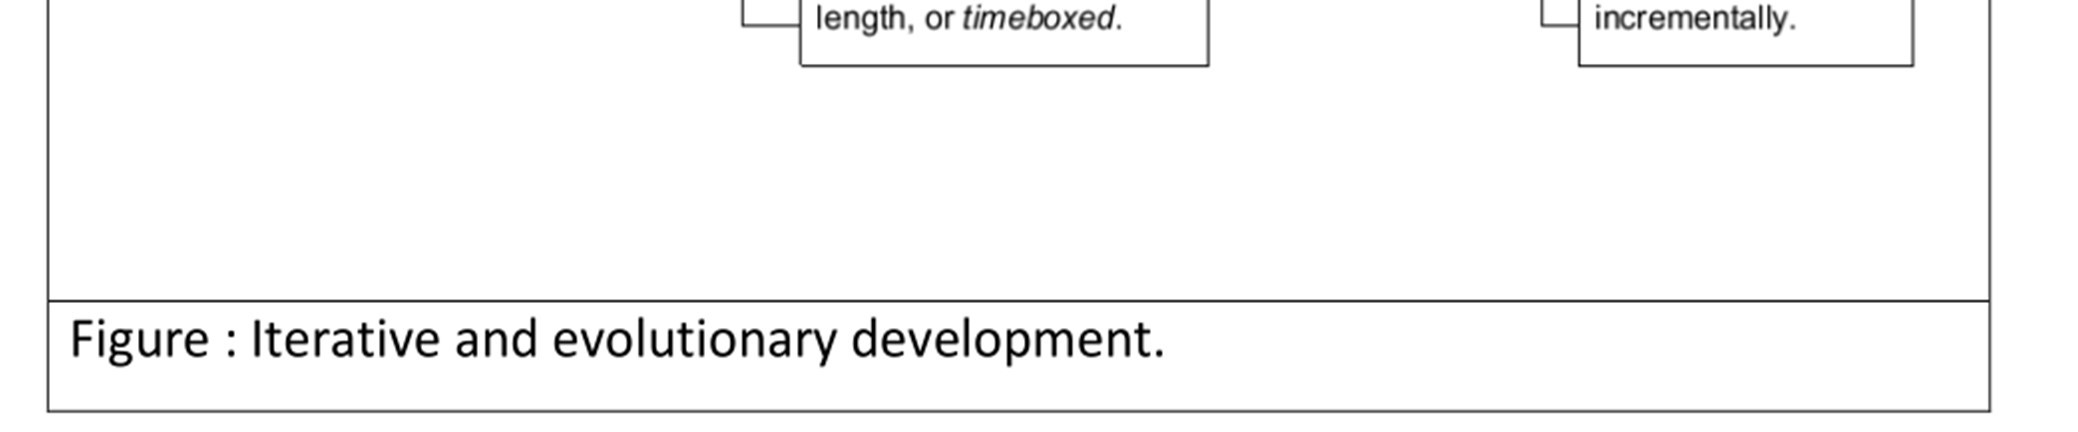 length, or timeboxed.
incrementally.
Figure : Iterative and evolutionary development.